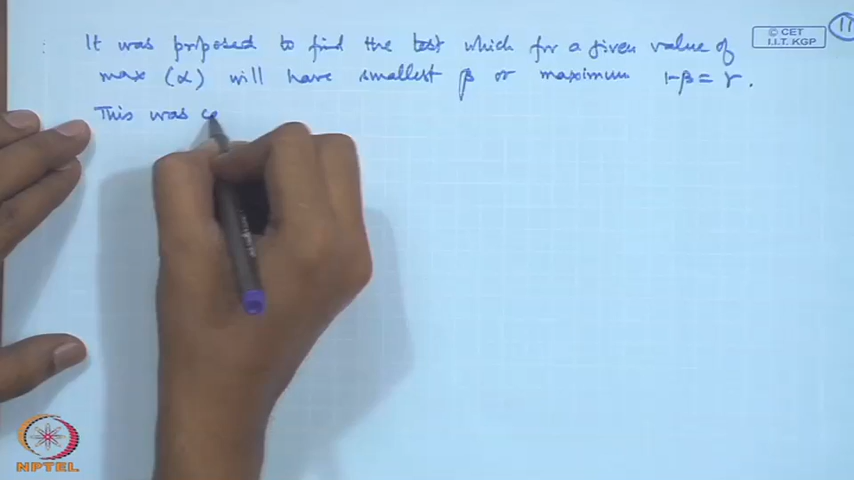 © CET
I.I.T. KGP
11
It was proposed to find the test which for a given value of
max (α) will have smallest β or maximum 1-β = γ.
This was co
NPTEL